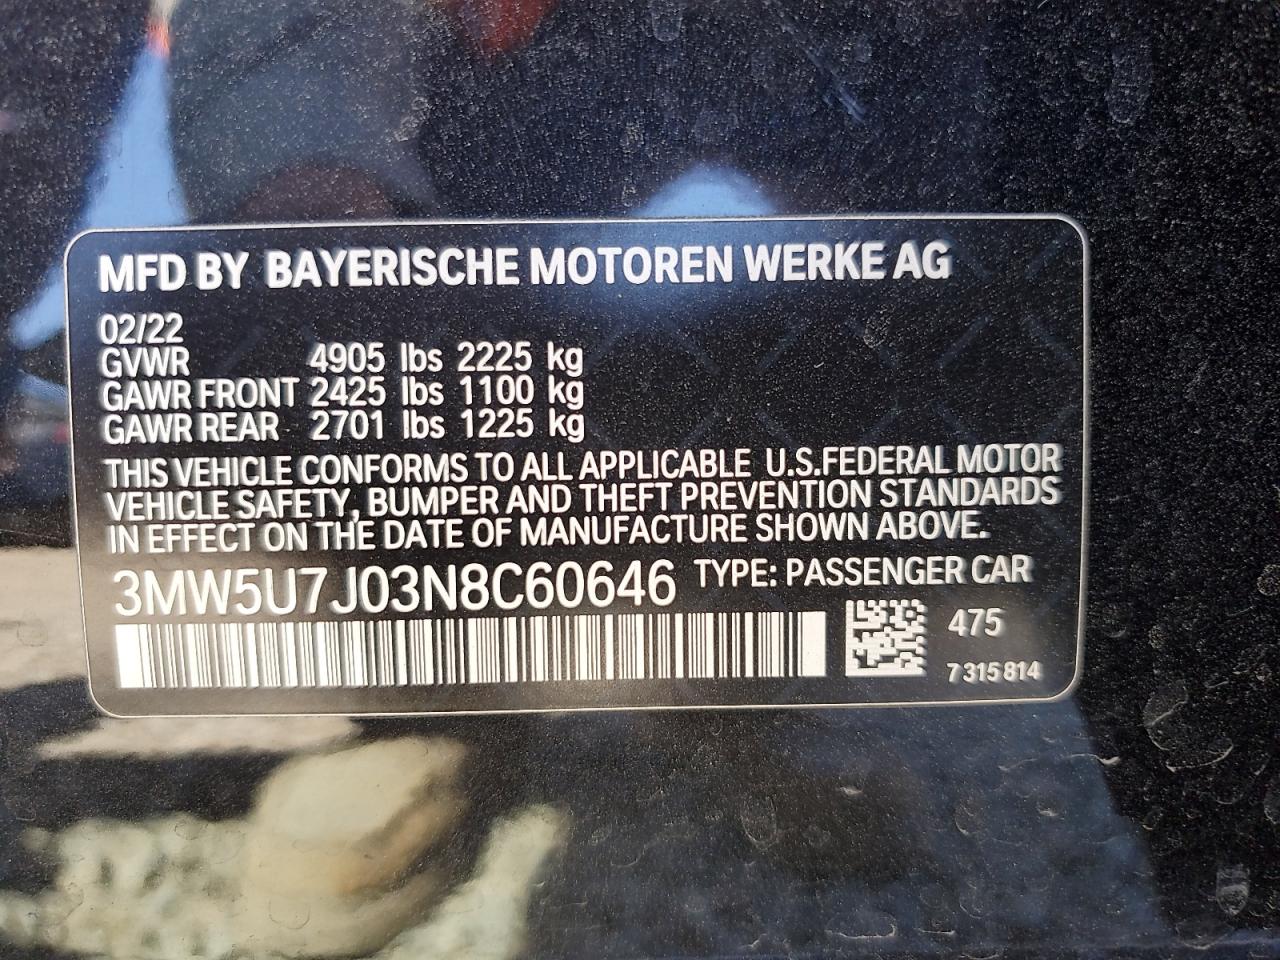 MFD BY BAYERISCHE MOTOREN WERKE AG
02/22
GVWR 4905 lbs 2225 kg
GAWR FRONT 2425 lbs 1100 kg
GAWR REAR 2701 lbs 1225 kg
THIS VEHICLE CONFORMS TO ALL APPLICABLE U.S.FEDERAL MOTOR
VEHICLE SAFETY, BUMPER AND THEFT PREVENTION STANDARDS
IN EFFECT ON THE DATE OF MANUFACTURE SHOWN ABOVE.
3MW5U7J03N8C60646 TYPE: PASSENGER CAR
475
7 315 814